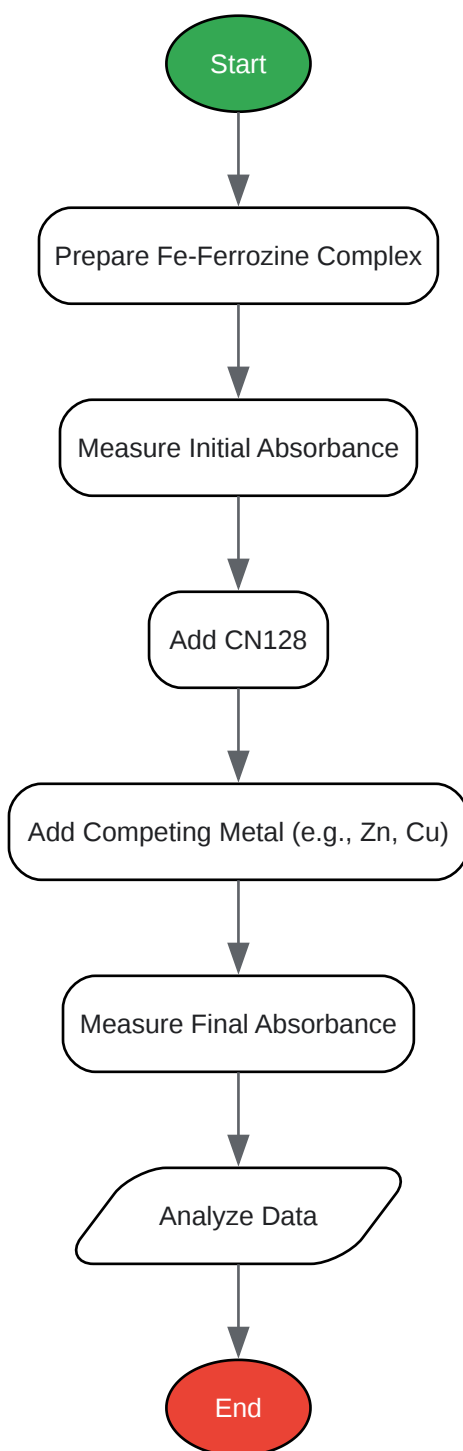 Start
Prepare Fe-Ferrozine Complex
Measure Initial Absorbance
Add CN128
Add Competing Metal (e.g., Zn, Cu)
Measure Final Absorbance
Analyze Data
End